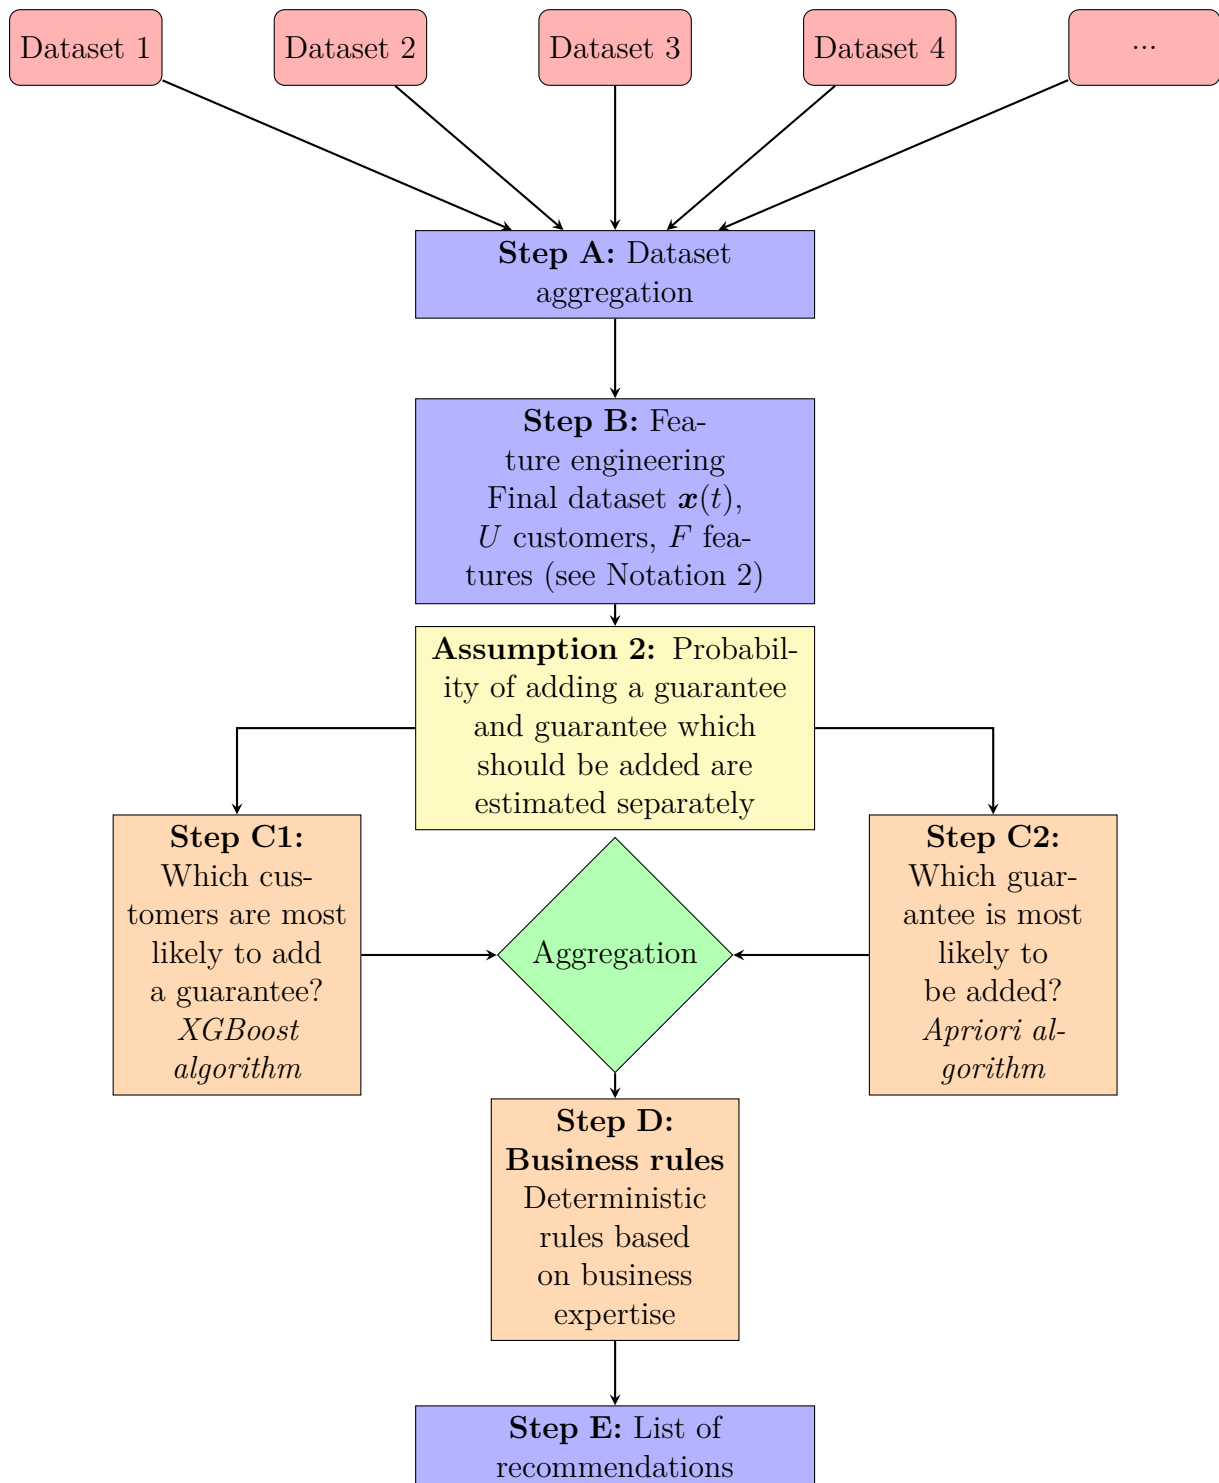 Dataset 1
Dataset 2
Dataset 3
Dataset 4
...
Step A: Dataset
aggregation
Step B: Fea-
ture engineering
Final dataset x(t),
U customers, F fea-
tures (see Notation 2)
Assumption 2: Probabil-
ity of adding a guarantee
and guarantee which
should be added are
estimated separately
Step C1:
Which cus-
tomers are most
likely to add
a guarantee?
XGBoost
algorithm
Aggregation
Step C2:
Which guar-
antee is most
likely to
be added?
Apriori al-
gorithm
Step D:
Business rules
Deterministic
rules based
on business
expertise
Step E: List of
recommendations